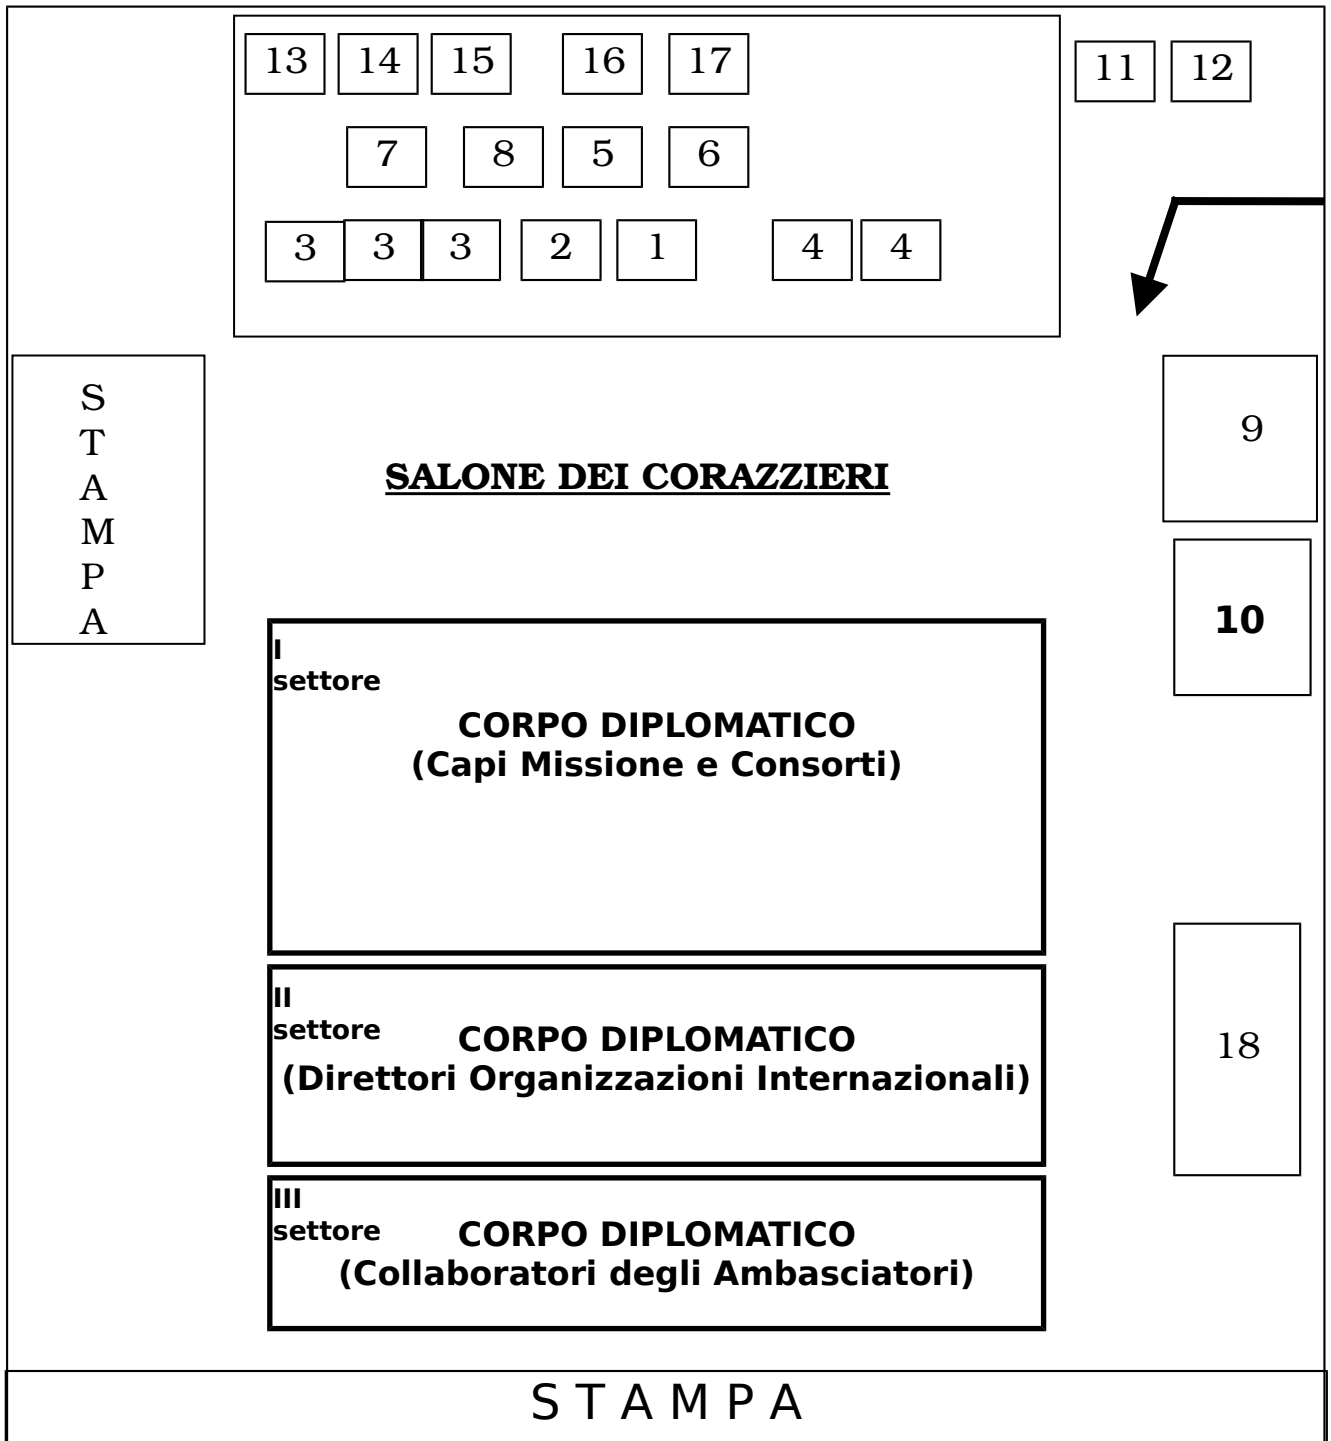 13 14 15 16 17
11 12
7 8 5 6
3 3 3 2 1 4 4
S
T
A
M
P
A
9
SALONE DEI CORAZZIERI
10
I
settore
CORPO DIPLOMATICO
(Capi Missione e Consorti)
II
settore
CORPO DIPLOMATICO
(Direttori Organizzazioni Internazionali)
18
III
settore
CORPO DIPLOMATICO
(Collaboratori degli Ambasciatori)
S T A M P A